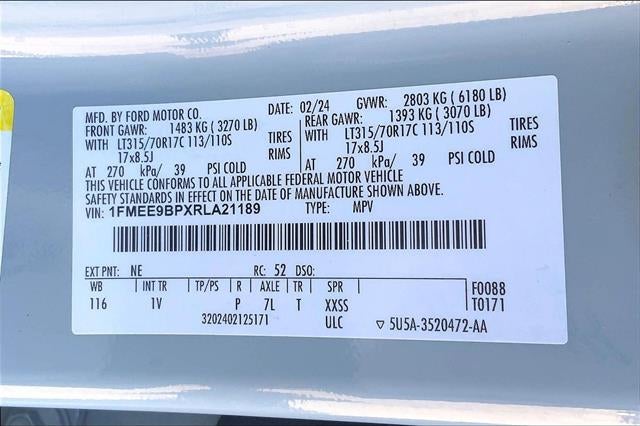 MFD. BY FORD MOTOR CO. DATE: 02/24 GVWR: 2803 KG ( 6180 LB)
FRONT GAWR: 1483 KG ( 3270 LB) REAR GAWR: 1393 KG ( 3070 LB)
WITH LT315/70R17C 113/110S TIRES WITH LT315/70R17C 113/110S TIRES
17x8.5J RIMS 17x8.5J RIMS
AT 270 kPa/ 39 PSI COLD AT 270 kPa/ 39 PSI COLD
THIS VEHICLE CONFORMS TO ALL APPLICABLE FEDERAL MOTOR VEHICLE
SAFETY STANDARDS IN EFFECT ON THE DATE OF MANUFACTURE SHOWN ABOVE.
VIN: 1FMEE9BPXRLA21189 TYPE: MPV
EXT PNT: NE RC: 52 DSO:
WB INT TR TP/PS R AXLE TR SPR F0088
116 1V P 7L T XXSS T0171
3202402125171 ULC ▽ 5U5A-3520472-AA